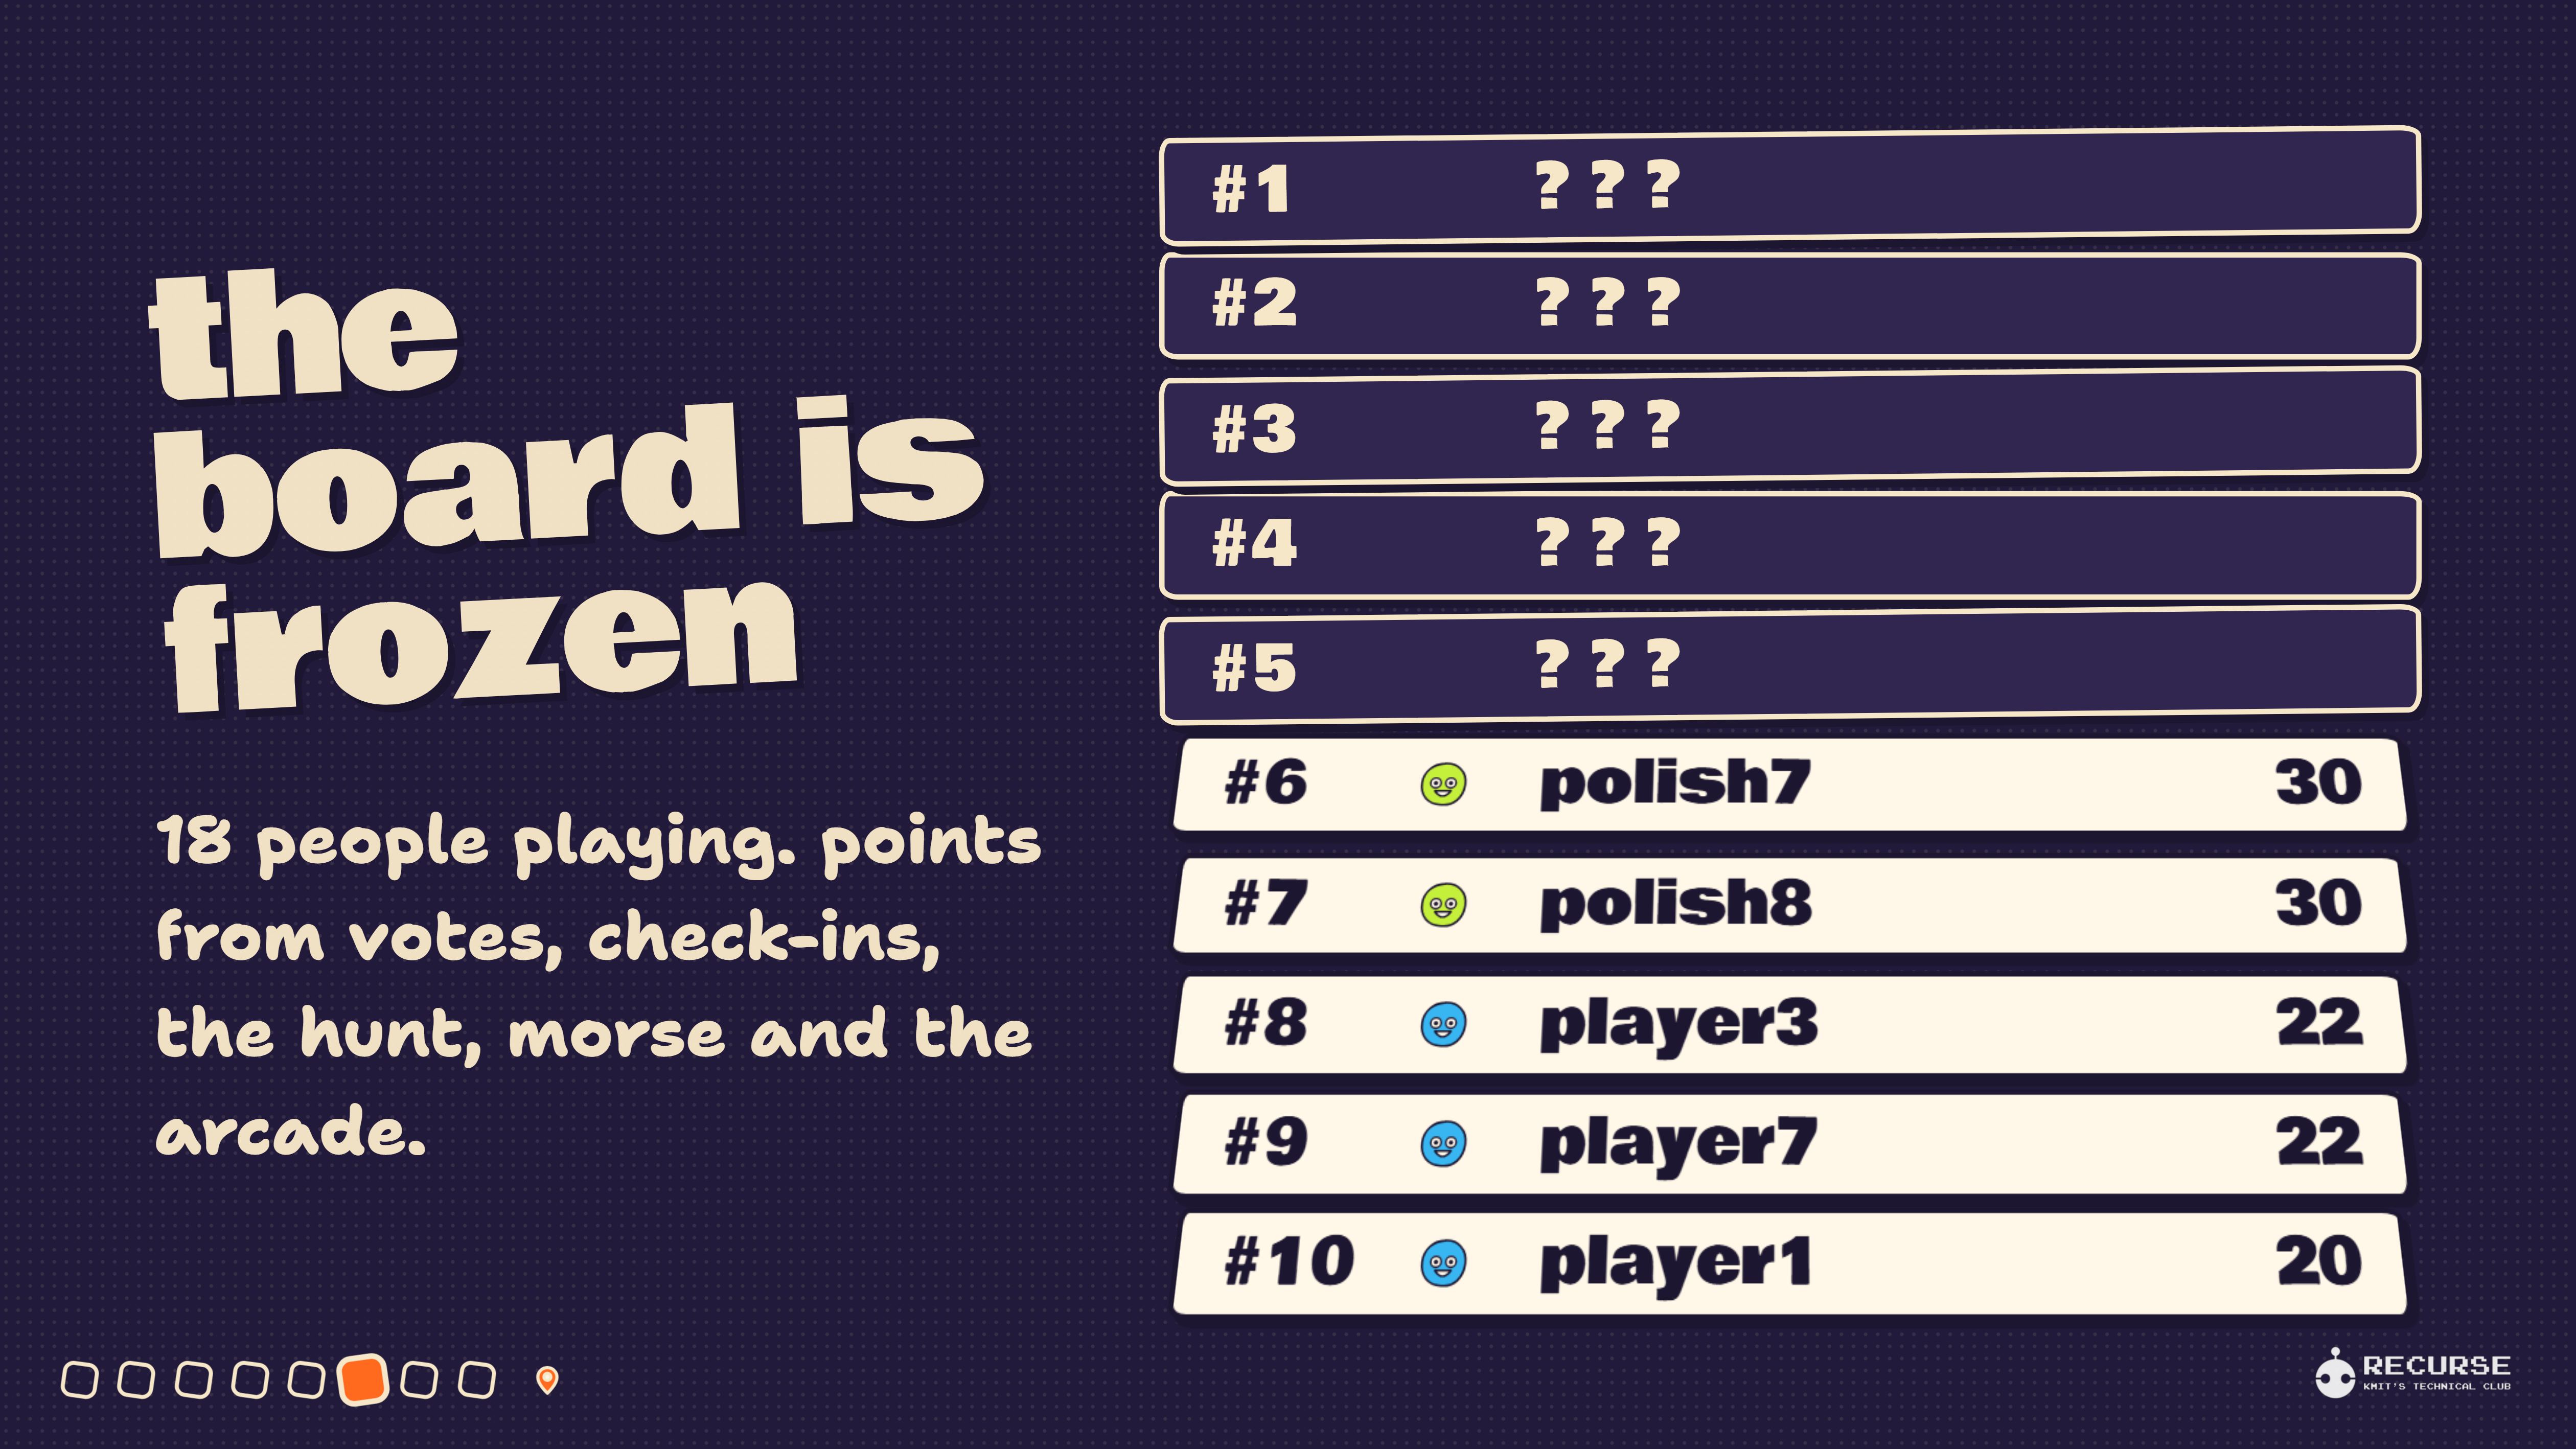 the
board is
frozen
18 people playing. points
from votes, check-ins,
the hunt, morse and the
arcade.
#1 ? ? ?
#2 ? ? ?
#3 ? ? ?
#4 ? ? ?
#5 ? ? ?
#6 polish7 30
#7 polish8 30
#8 player3 22
#9 player7 22
#10 player1 20
RECURSE
KMIT'S TECHNICAL CLUB